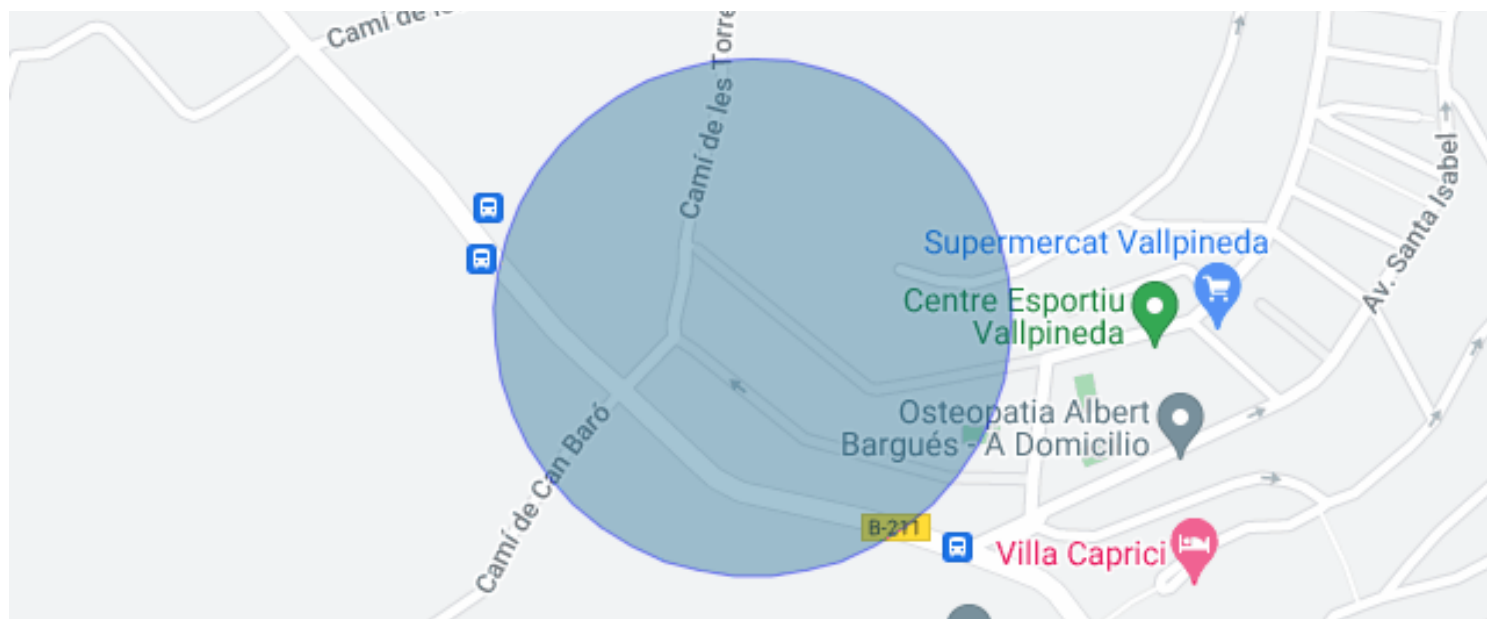 Camí de les
Camí de les Torre
Av. Santa Isabel
Supermercat Vallpineda
Centre Esportiu
Vallpineda
Osteopatia Albert
Bargués - A Domicilio
Camí de Can Baró
B-211
Villa Caprici